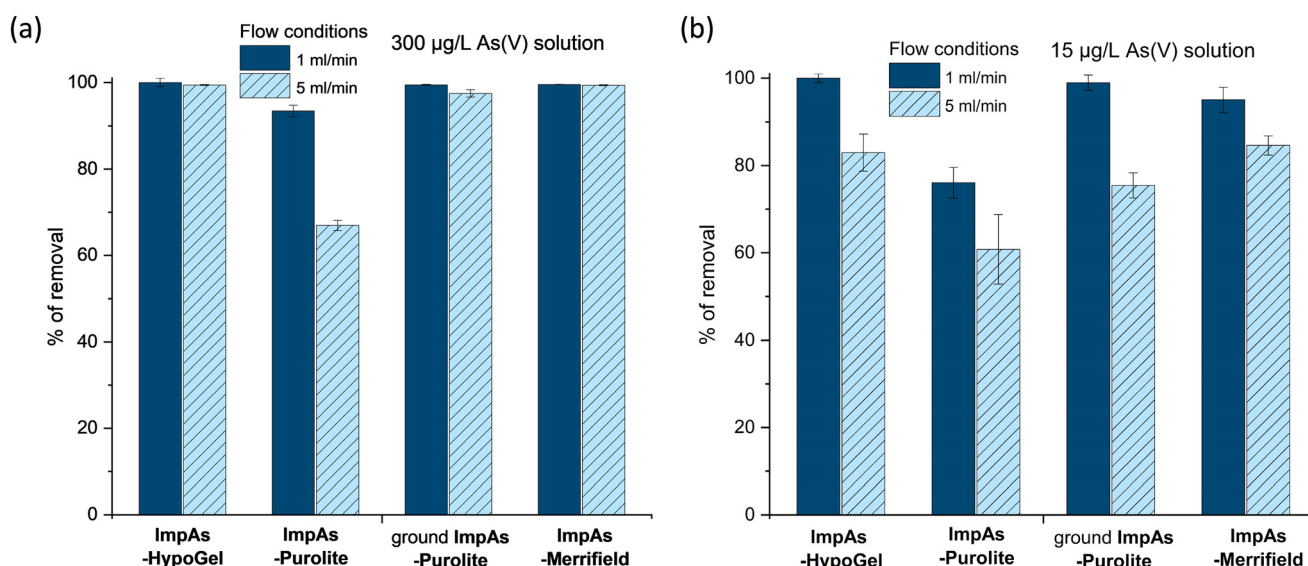 (a)
Flow conditions
1 ml/min
5 ml/min
300 µg/L As(V) solution
% of removal
100
80
60
40
20
0
ImpAs
-HypoGel
ImpAs
-Purolite
ground ImpAs
-Purolite
ImpAs
-Merrifield
(b)
Flow conditions
1 ml/min
5 ml/min
15 µg/L As(V) solution
% of removal
100
80
60
40
20
0
ImpAs
-HypoGel
ImpAs
-Purolite
ground ImpAs
-Purolite
ImpAs
-Merrifield